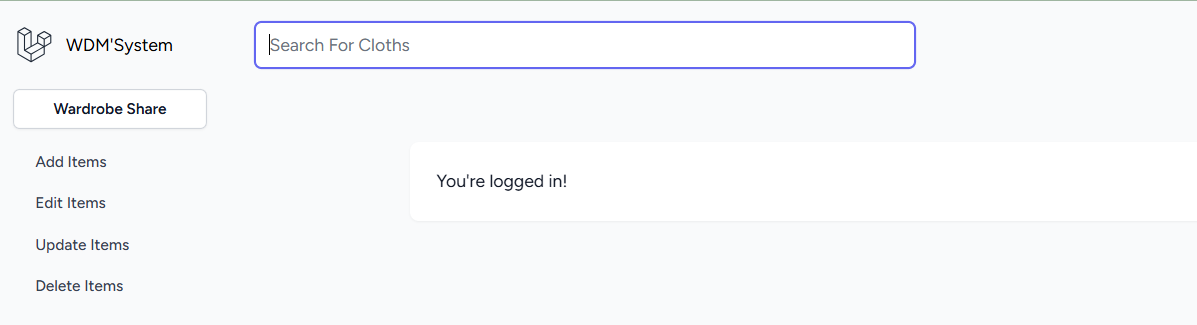 WDM'System
Search For Cloths
Wardrobe Share
Add Items
You're logged in!
Edit Items
Update Items
Delete Items